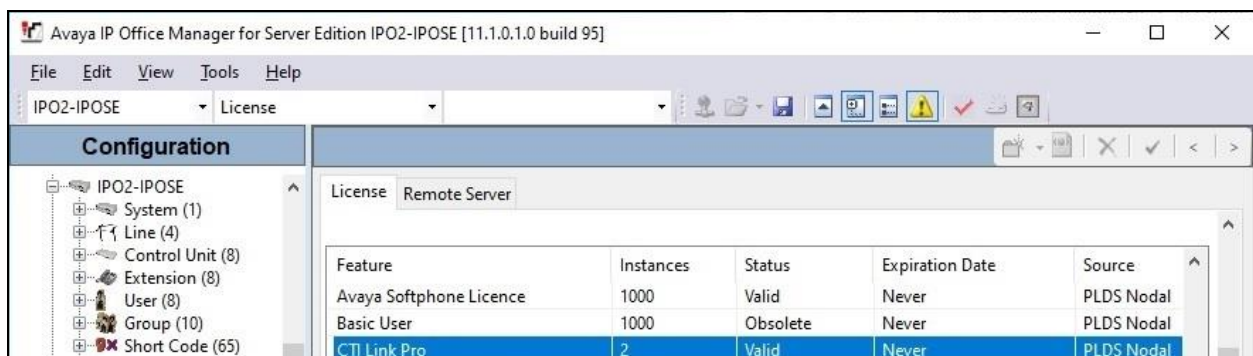 Avaya IP Office Manager for Server Edition IPO2-IPOSE [11.1.0.1.0 build 95]
File Edit View Tools Help
IPO2-IPOSE License
Configuration
IPO2-IPOSE
System (1)
Line (4)
Control Unit (8)
Extension (8)
User (8)
Group (10)
Short Code (65)
License Remote Server
Feature Instances Status Expiration Date Source
Avaya Softphone Licence 1000 Valid Never PLDS Nodal
Basic User 1000 Obsolete Never PLDS Nodal
CTI Link Pro 2 Valid Never PLDS Nodal